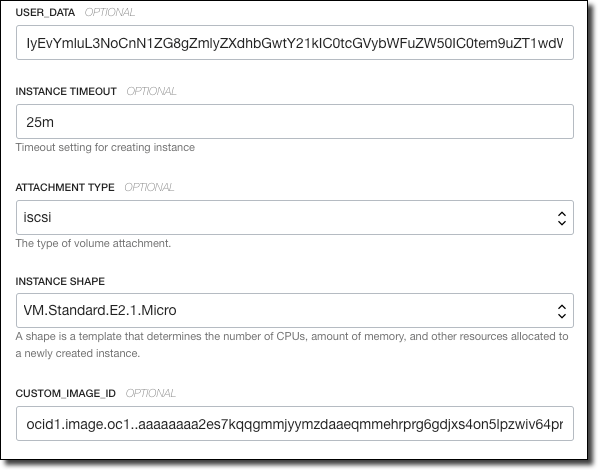 USER_DATA OPTIONAL
IyEvYmluL3NoCnN1ZG8gZmlyZXdhbGwtY21kIC0tcGVybWFuZW50IC0tem9uZT1wdW
INSTANCE TIMEOUT OPTIONAL
25m
Timeout setting for creating instance
ATTACHMENT TYPE OPTIONAL
iscsi
The type of volume attachment.
INSTANCE SHAPE
VM.Standard.E2.1.Micro
A shape is a template that determines the number of CPUs, amount of memory, and other resources allocated to
a newly created instance.
CUSTOM_IMAGE_ID OPTIONAL
ocid1.image.oc1..aaaaaaaa2es7kqqgmmjyymzdaaeqmmehrprg6gdjxs4on5lpzwiv64pr